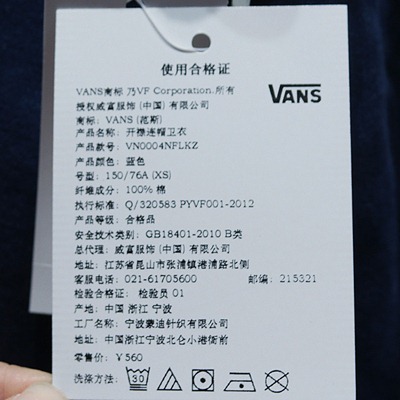 使用合格证
VANS商标 乃VF Corporation.所有
授权威富服饰 (中国) 有限公司
VANS
商标: VANS (范斯)
产品名称: 开襟连帽卫衣
产品款号: VN0004NFLKZ
产品颜色: 蓝色
号型: 150/76A (XS)
纤维成分: 100% 棉
执行标准: Q/320583 PYVF001-2012
产品等级: 合格品
安全技术类别: GB18401-2010 B类
总代理: 威富服饰 (中国) 有限公司
地址: 江苏省昆山市张浦镇港浦路北侧
客服电话: 021-61705600 邮编: 215321
检验合格证: 检验员 01
产地: 中国 浙江 宁波
工厂名称: 宁波蒙迪针织有限公司
地址: 中国浙江宁波北仑小港衙前
零售价: ¥560
洗涤方法: 30